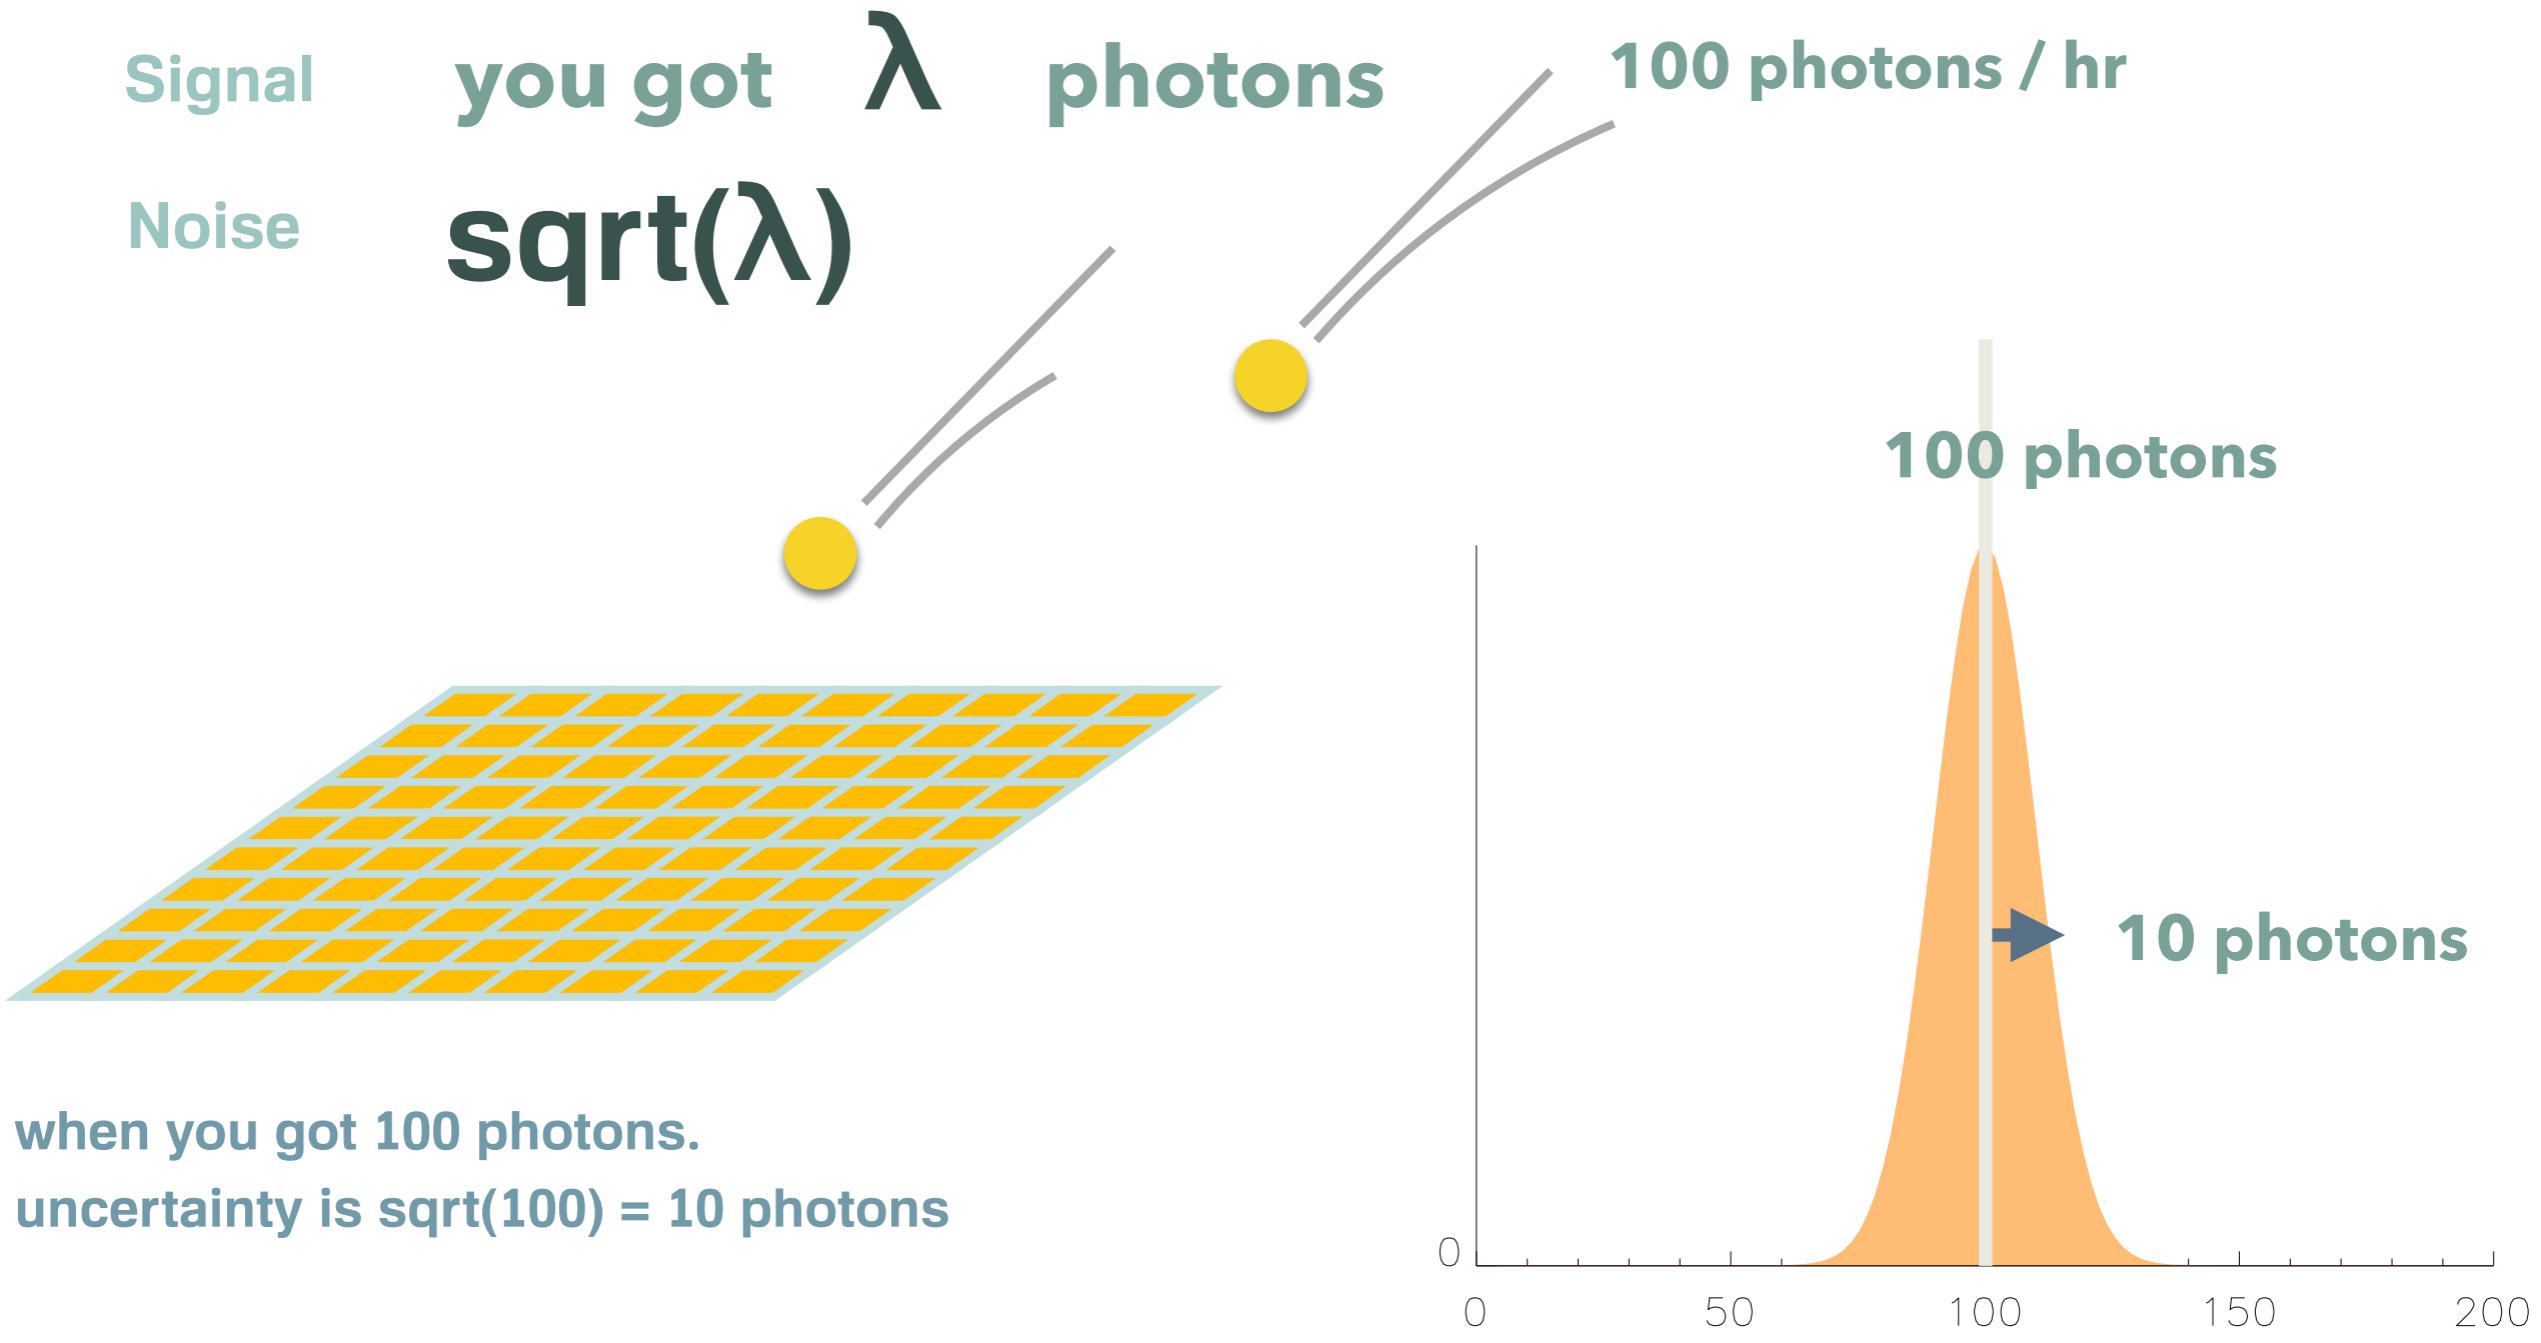 Signal you got λ photons
100 photons / hr
Noise sqrt(λ)
100 photons
10 photons
when you got 100 photons.
uncertainty is sqrt(100) = 10 photons
0
0 50 100 150 200